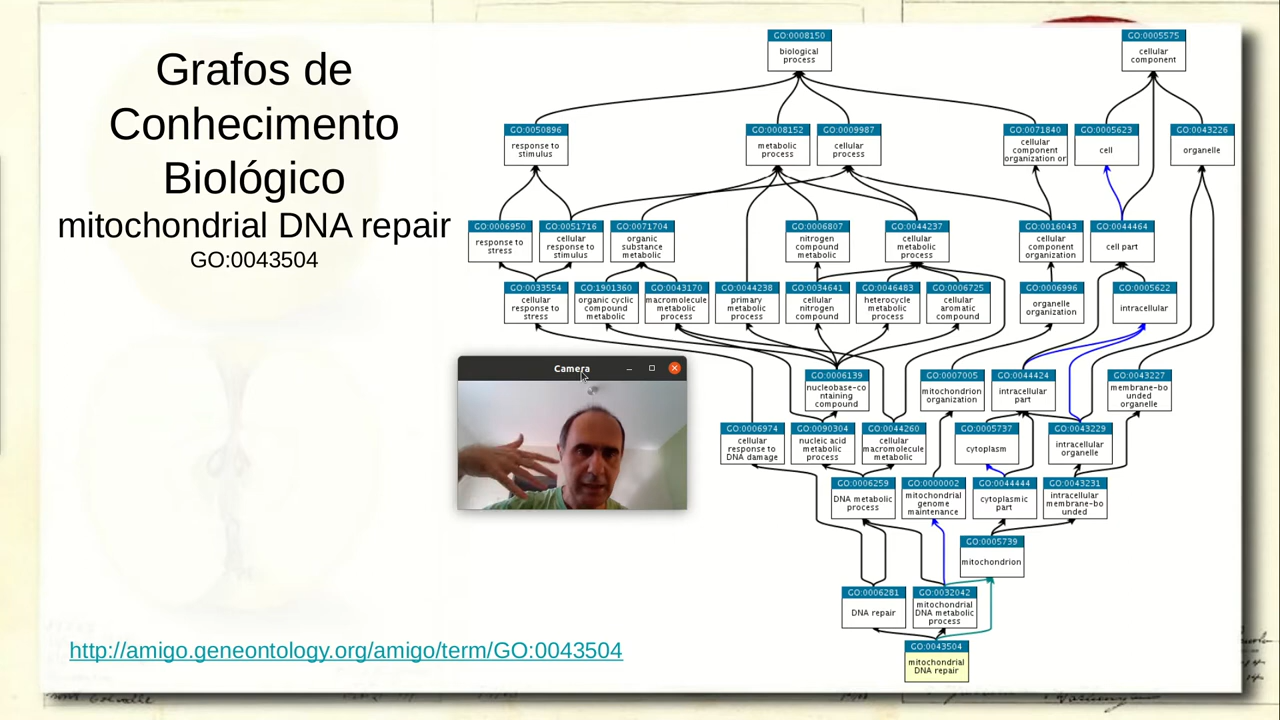 Grafos de
Conhecimento
Biológico
mitochondrial DNA repair
GO:0043504
GO:0008150
biological
process
GO:0005575
cellular
component
GO:0050896
response to
stimulus
GO:0008152
metabolic
process
GO:0009987
cellular
process
GO:0071840
cellular
component
organization or
GO:0005623
cell
GO:0043226
organelle
GO:0006950
response to
stress
GO:0051716
cellular
response to
stimulus
GO:0071704
organic
substance
metabolic
GO:0006807
nitrogen
compound
metabolic
GO:0044237
cellular
metabolic
process
GO:0016043
cellular
component
organization
GO:0044464
cell part
GO:0033554
cellular
response to
stress
GO:1901360
organic cyclic
compound
metabolic
GO:0043170
macromolecule
metabolic
process
GO:0044238
primary
metabolic
process
GO:0034641
cellular
nitrogen
compound
GO:0046483
heterocycle
metabolic
process
GO:0006725
cellular
aromatic
compound
GO:0006996
organelle
organization
GO:0005622
intracellular
Camera
GO:0006139
nucleobase-co
ntaining
compound
GO:0007005
mitochondrion
organization
GO:0044424
intracellular
part
GO:0043227
membrane-bo
unded
organelle
GO:0006974
cellular
response to
DNA damage
GO:0090304
nucleic acid
metabolic
process
GO:0044260
cellular
macromolecule
metabolic
GO:0005737
cytoplasm
GO:0043229
intracellular
organelle
GO:0006259
DNA metabolic
process
GO:0000002
mitochondrial
genome
maintenance
GO:0044444
cytoplasmic
part
GO:0043231
intracellular
membrane-bo
unded
GO:0005739
mitochondrion
GO:0006281
DNA repair
GO:0032042
mitochondrial
DNA metabolic
process
GO:0043504
mitochondrial
DNA repair
http://amigo.geneontology.org/amigo/term/GO:0043504